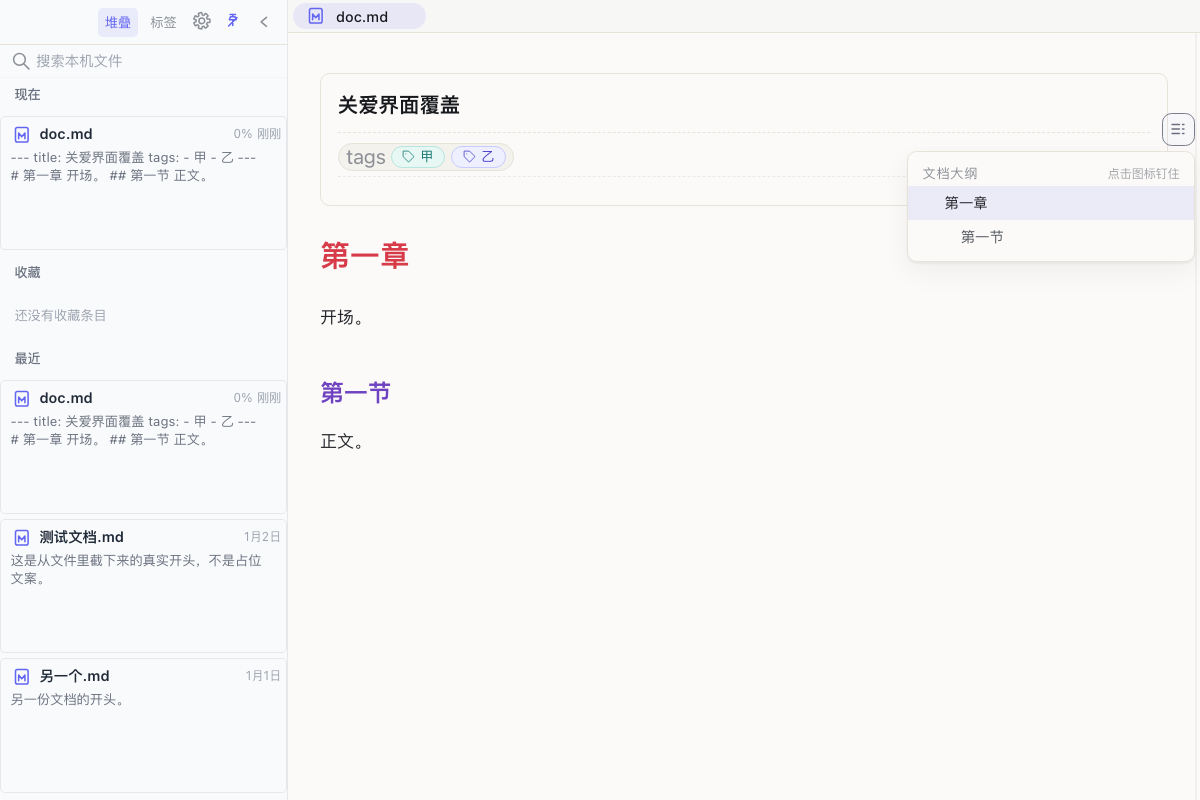 堆叠 标签
搜索本机文件
现在
doc.md 0% 刚刚
--- title: 关爱界面覆盖 tags: - 甲 - 乙 ---
# 第一章 开场。 ## 第一节 正文。
收藏
还没有收藏条目
最近
doc.md 0% 刚刚
--- title: 关爱界面覆盖 tags: - 甲 - 乙 ---
# 第一章 开场。 ## 第一节 正文。
测试文档.md 1月2日
这是从文件里截下来的真实开头，不是占位
文案。
另一个.md 1月1日
另一份文档的开头。
doc.md
关爱界面覆盖
tags 甲 乙
第一章
开场。
第一节
正文。
文档大纲 点击图标钉住
第一章
第一节